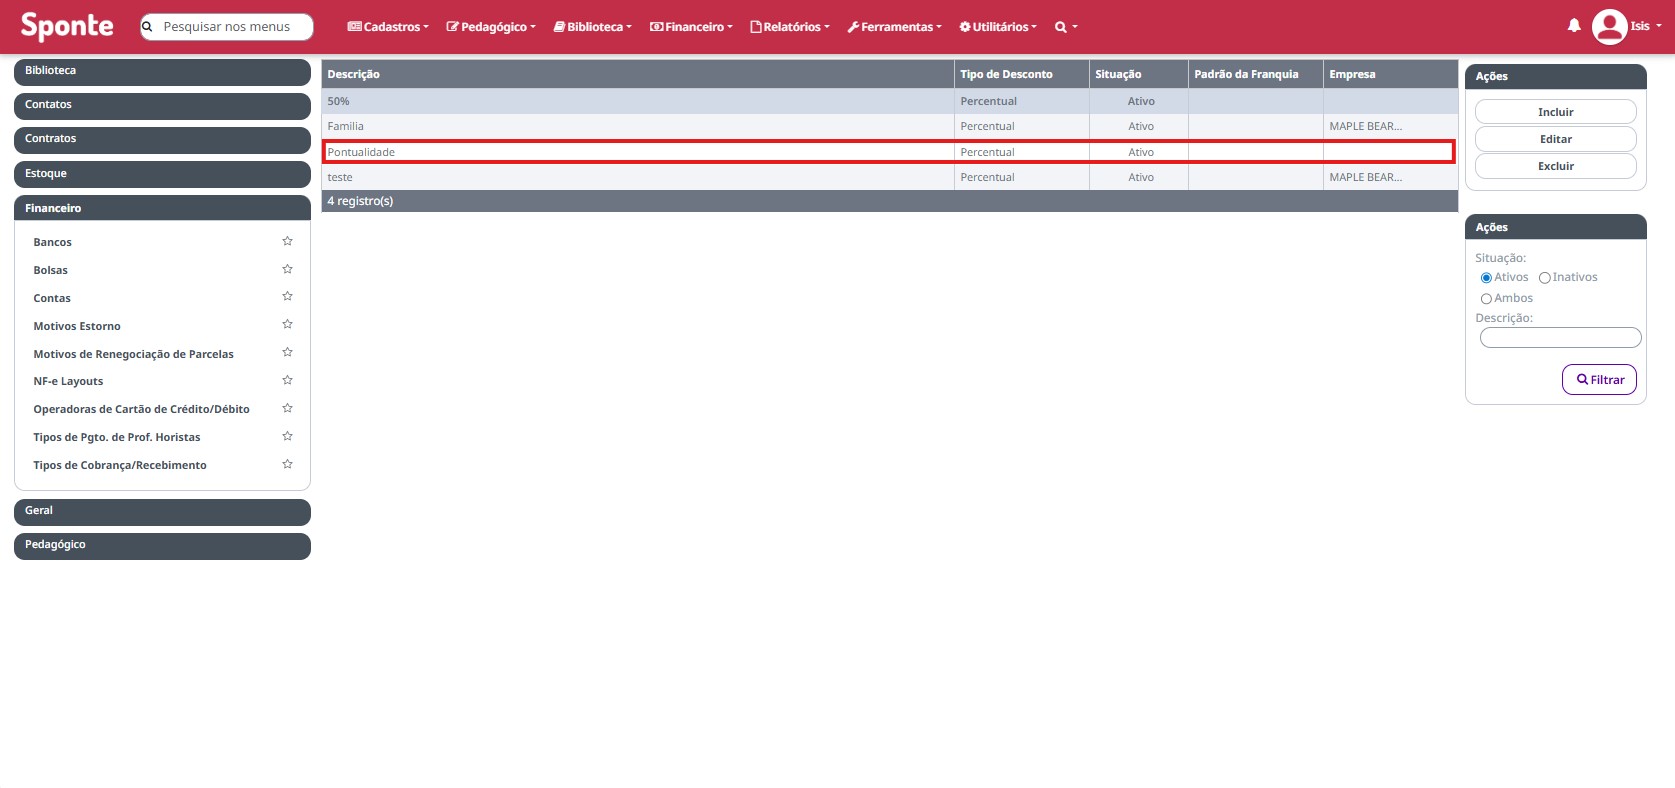 Sponte
Pesquisar nos menus
Cadastros
Pedagógico
Biblioteca
Financeiro
Relatórios
Ferramentas
Utilitários
Isis
Biblioteca
Contatos
Contratos
Estoque
Financeiro
Bancos
Bolsas
Contas
Motivos Estorno
Motivos de Renegociação de Parcelas
NF-e Layouts
Operadoras de Cartão de Crédito/Débito
Tipos de Pgto. de Prof. Horistas
Tipos de Cobrança/Recebimento
Geral
Pedagógico
Descrição Tipo de Desconto Situação Padrão da Franquia Empresa
50% Percentual Ativo
Familia Percentual Ativo MAPLE BEAR...
Pontualidade Percentual Ativo
teste Percentual Ativo MAPLE BEAR...
4 registro(s)
Ações
Incluir
Editar
Excluir
Ações
Situação:
Ativos Inativos
Ambos
Descrição:
Filtrar